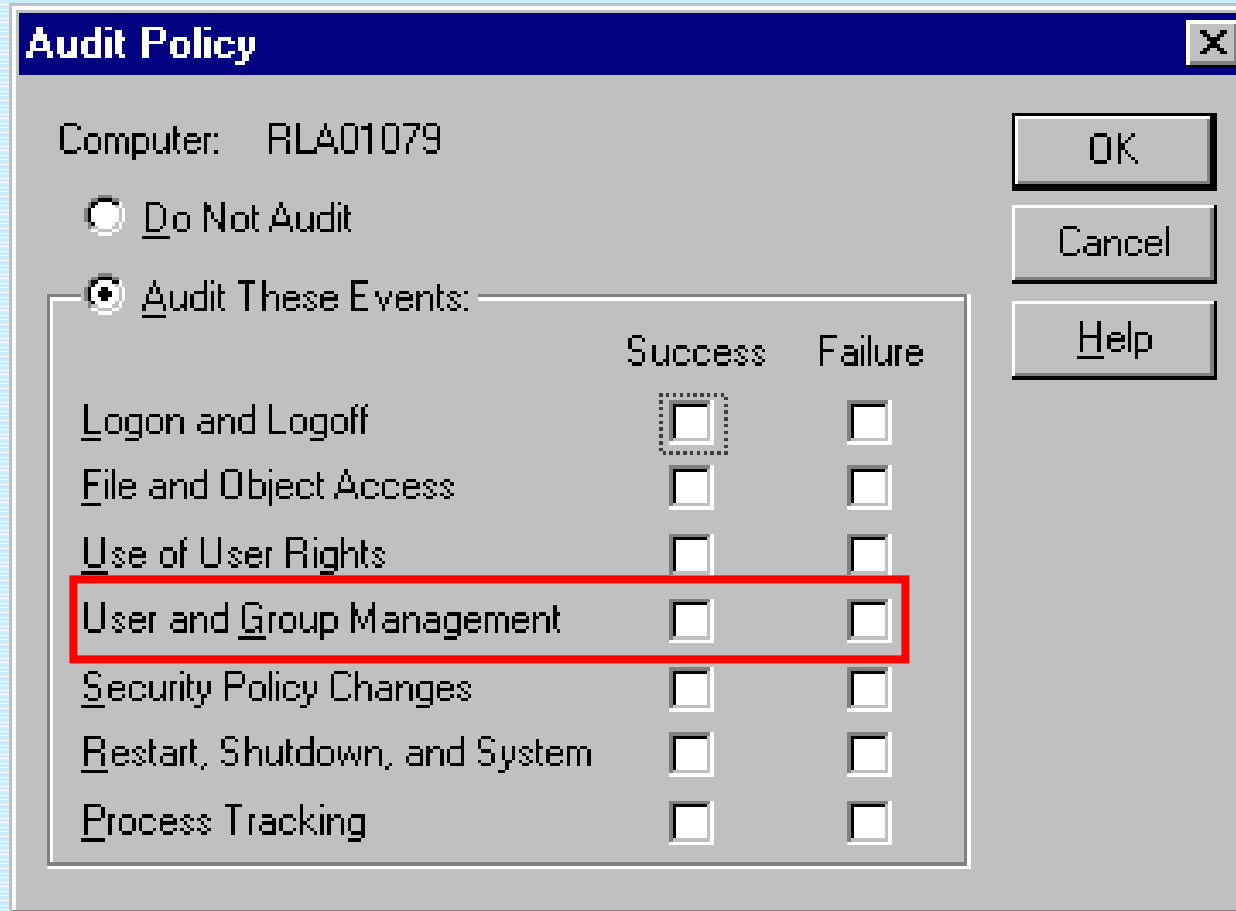 Audit Policy
Computer: RLA01079
OK
Do Not Audit
Cancel
Audit These Events:
Help
Success Failure
Logon and Logoff
File and Object Access
Use of User Rights
User and Group Management
Security Policy Changes
Restart, Shutdown, and System
Process Tracking